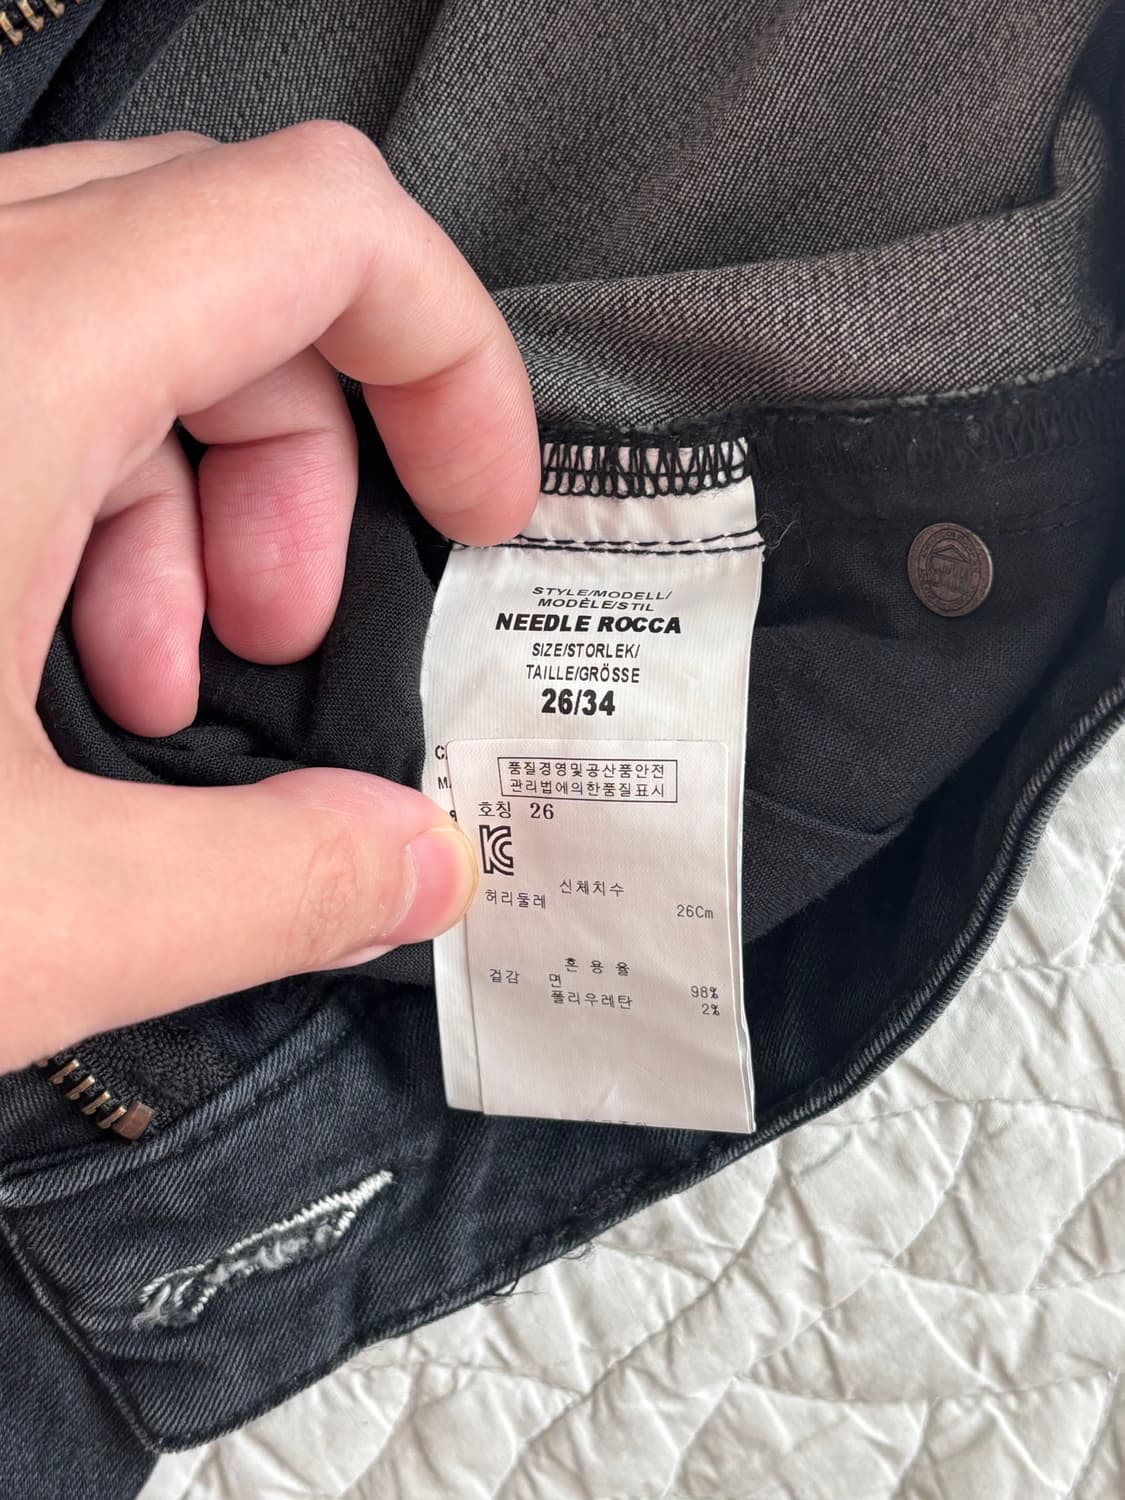 STYLE/MODELL/
MODÈLE/STIL
NEEDLE ROCCA
SIZE/STORLEK/
TAILLE/GRÖSSE
26/34
품질경영및공산품안전
관리법에의한품질표시
호칭 26
신체치수
허리둘레 26Cm
혼 용 율
겉감 면 98%
폴리우레탄 2%